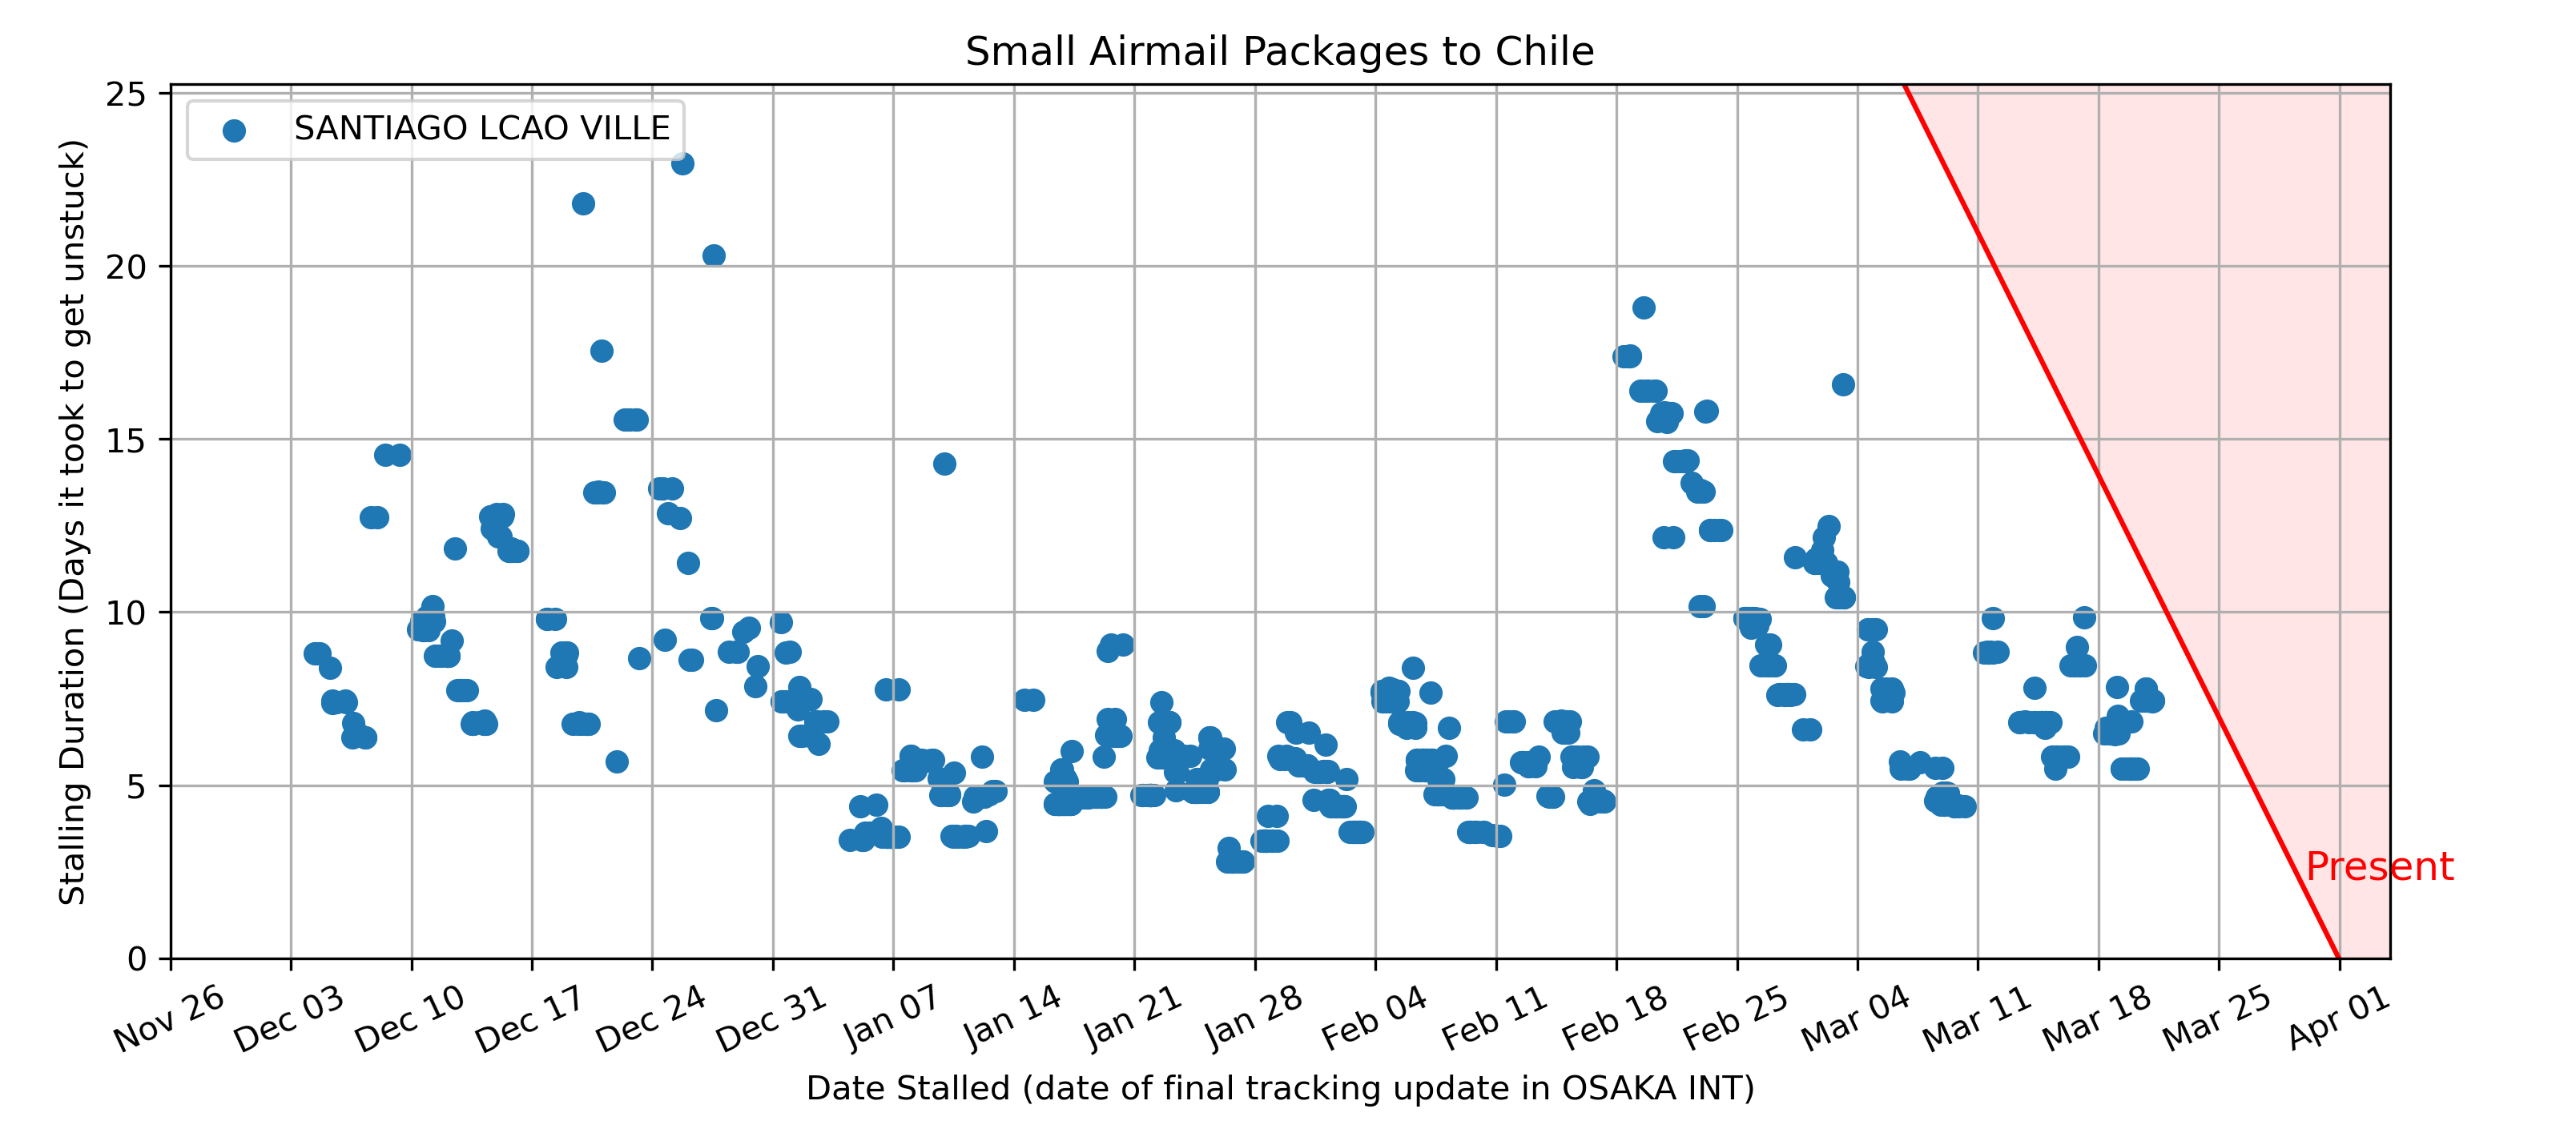 Small Airmail Packages to Chile
SANTIAGO LCAO VILLE
Stalling Duration (Days it took to get unstuck)
25
20
15
10
5
0
Present
Nov 26
Dec 03
Dec 10
Dec 17
Dec 24
Dec 31
Jan 07
Jan 14
Jan 21
Jan 28
Feb 04
Feb 11
Feb 18
Feb 25
Mar 04
Mar 11
Mar 18
Mar 25
Apr 01
Date Stalled (date of final tracking update in OSAKA INT)